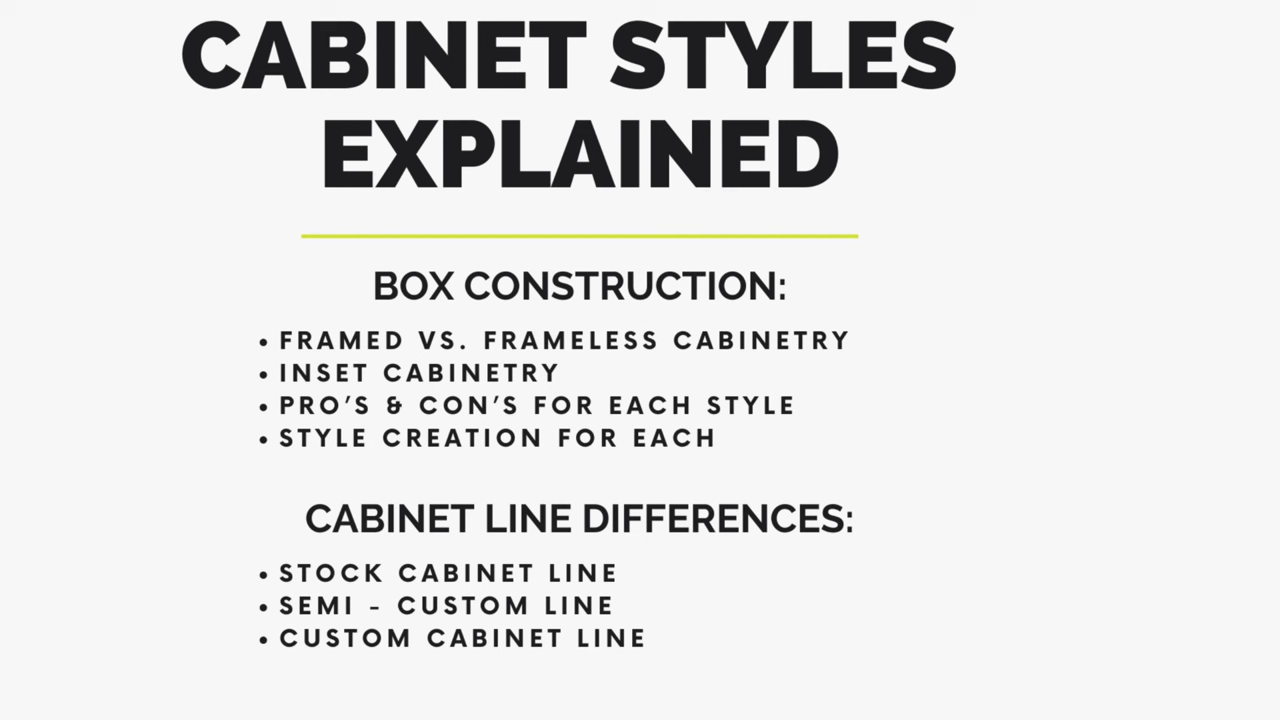 CABINET STYLES
EXPLAINED
BOX CONSTRUCTION:
• FRAMED VS. FRAMELESS CABINETRY
• INSET CABINETRY
• PRO’S & CON’S FOR EACH STYLE
• STYLE CREATION FOR EACH
CABINET LINE DIFFERENCES:
• STOCK CABINET LINE
• SEMI - CUSTOM LINE
• CUSTOM CABINET LINE